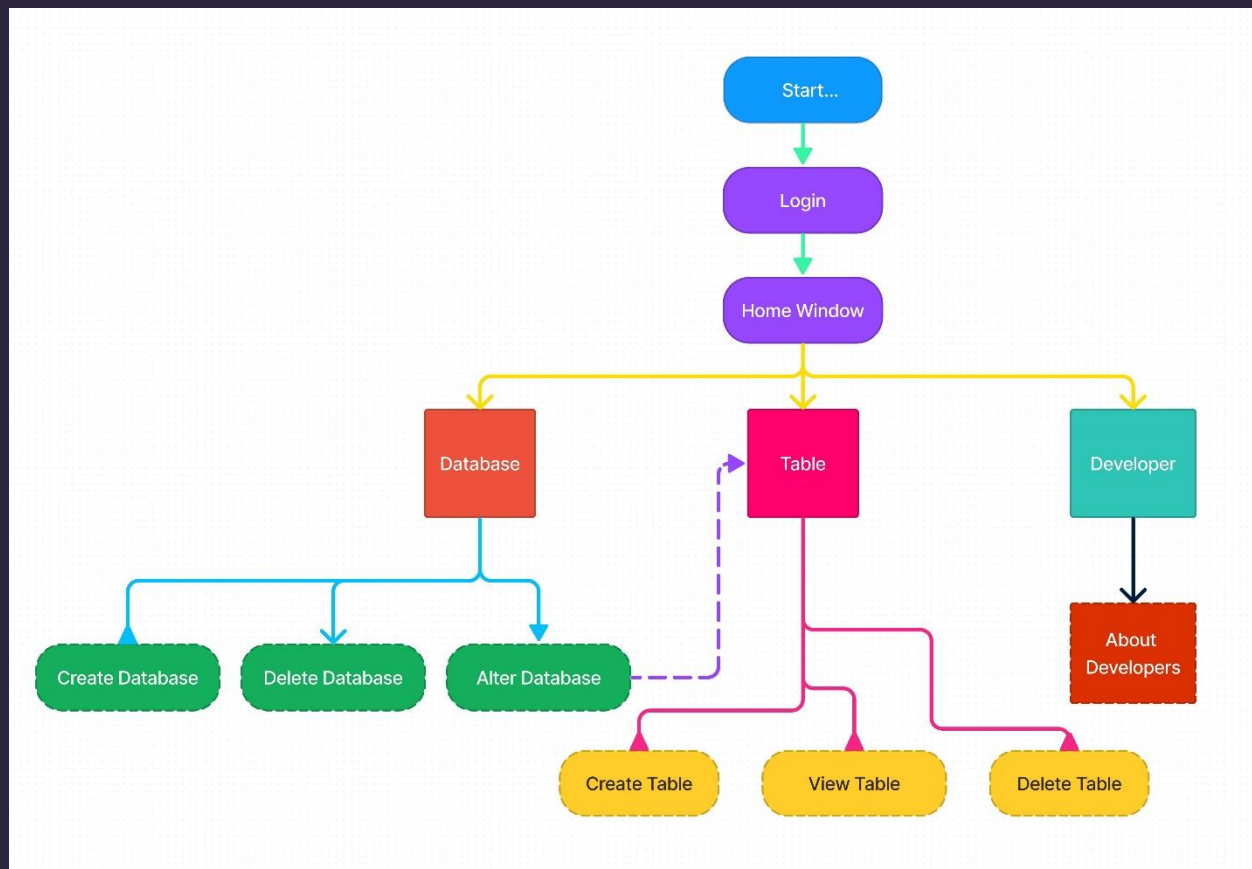 Start...
Login
Home Window
Database
Table
Developer
Create Database
Delete Database
Alter Database
About
Developers
Create Table
View Table
Delete Table